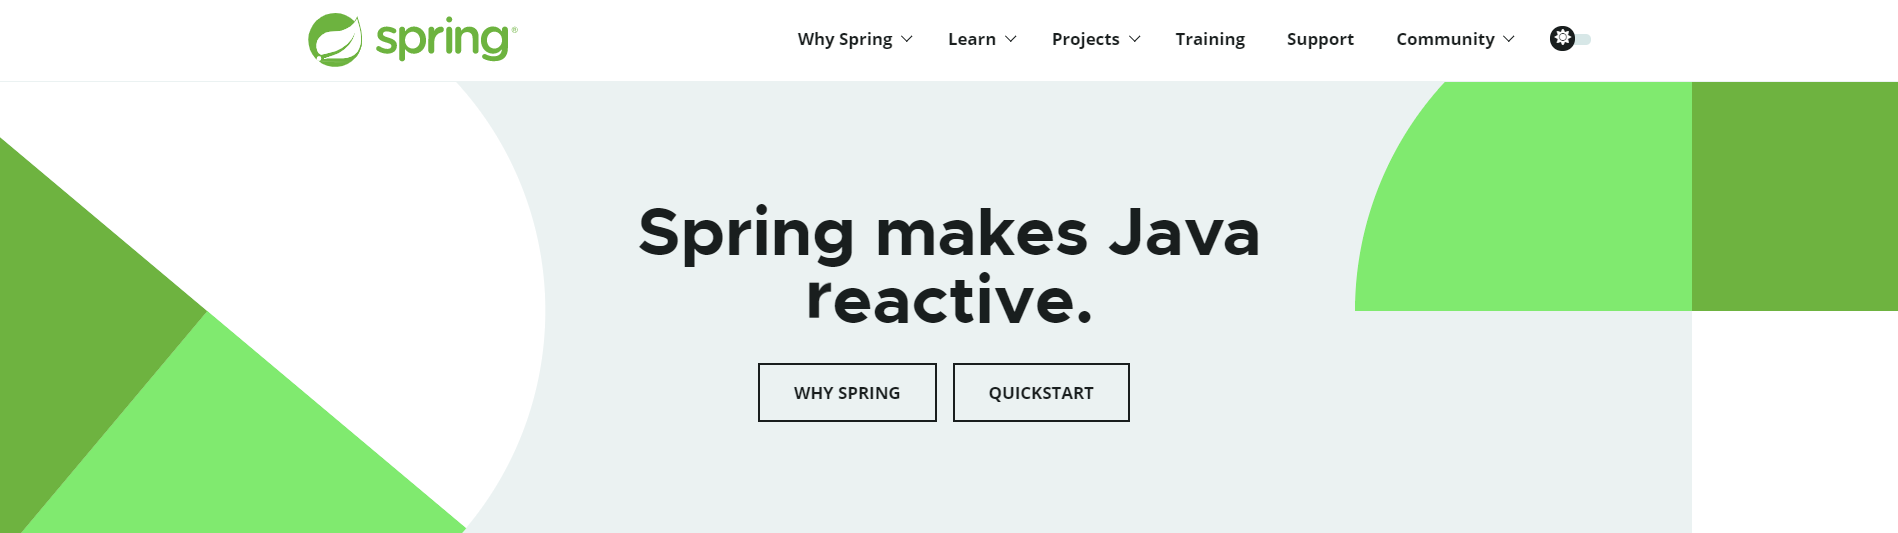 spring®
Why Spring Learn Projects Training Support Community
Spring makes Java
reactive.
WHY SPRING QUICKSTART